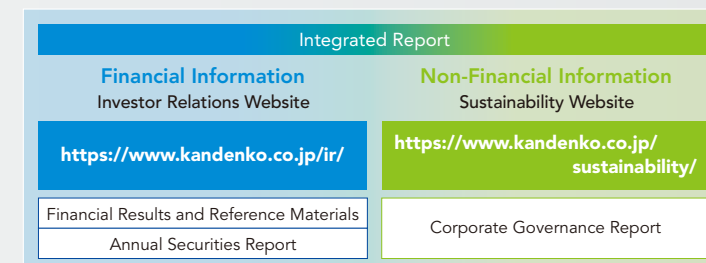 Integrated Report
Financial Information
Investor Relations Website
https://www.kandenko.co.jp/ir/
Financial Results and Reference Materials
Annual Securities Report
Non-Financial Information
Sustainability Website
https://www.kandenko.co.jp/
sustainability/
Corporate Governance Report